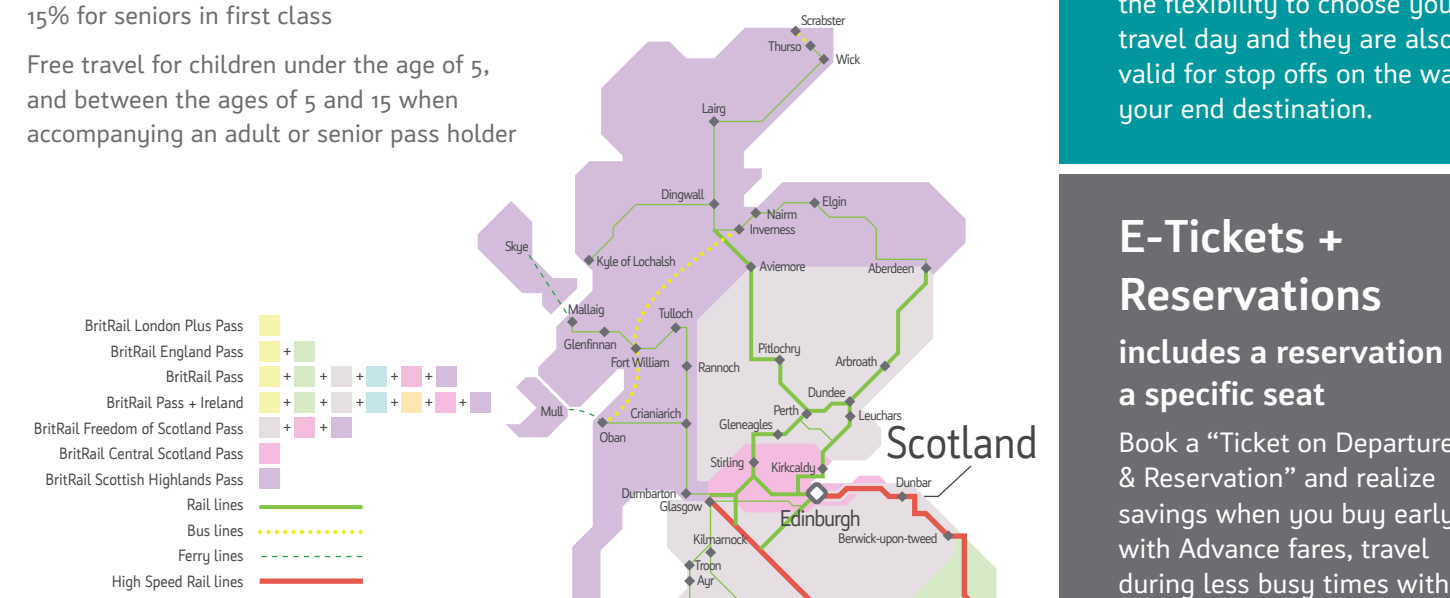 15% for seniors in first class
Free travel for children under the age of 5,
and between the ages of 5 and 15 when
accompanying an adult or senior pass holder
BritRail London Plus Pass
BritRail England Pass +
BritRail Pass + + + + +
BritRail Pass + Ireland + + + + + +
BritRail Freedom of Scotland Pass + +
BritRail Central Scotland Pass
BritRail Scottish Highlands Pass
Rail lines
Bus lines
Ferry lines
High Speed Rail lines
Scrabster
Thurso
Wick
Lairg
Dingwall
Elgin
Nairm
Inverness
Skye
Kyle of Lochalsh
Aviemore
Aberdeen
Mallaig
Tulloch
Glenfinnan
Fort William
Rannoch
Pitlochry
Arbroath
Dundee
Mull
Oban
Crianiarich
Perth
Leuchars
Gleneagles
Scotland
Stirling
Kirkcaldy
Dumbarton
Glasgow
Dunbar
Edinburgh
Kilmarnock
Berwick-upon-tweed
Troon
Ayr
the flexibility to choose you
travel day and they are also
valid for stop offs on the wa
your end destination.
E-Tickets +
Reservations
includes a reservation
a specific seat
Book a “Ticket on Departure
& Reservation” and realize
savings when you buy early
with Advance fares, travel
during less busy times with